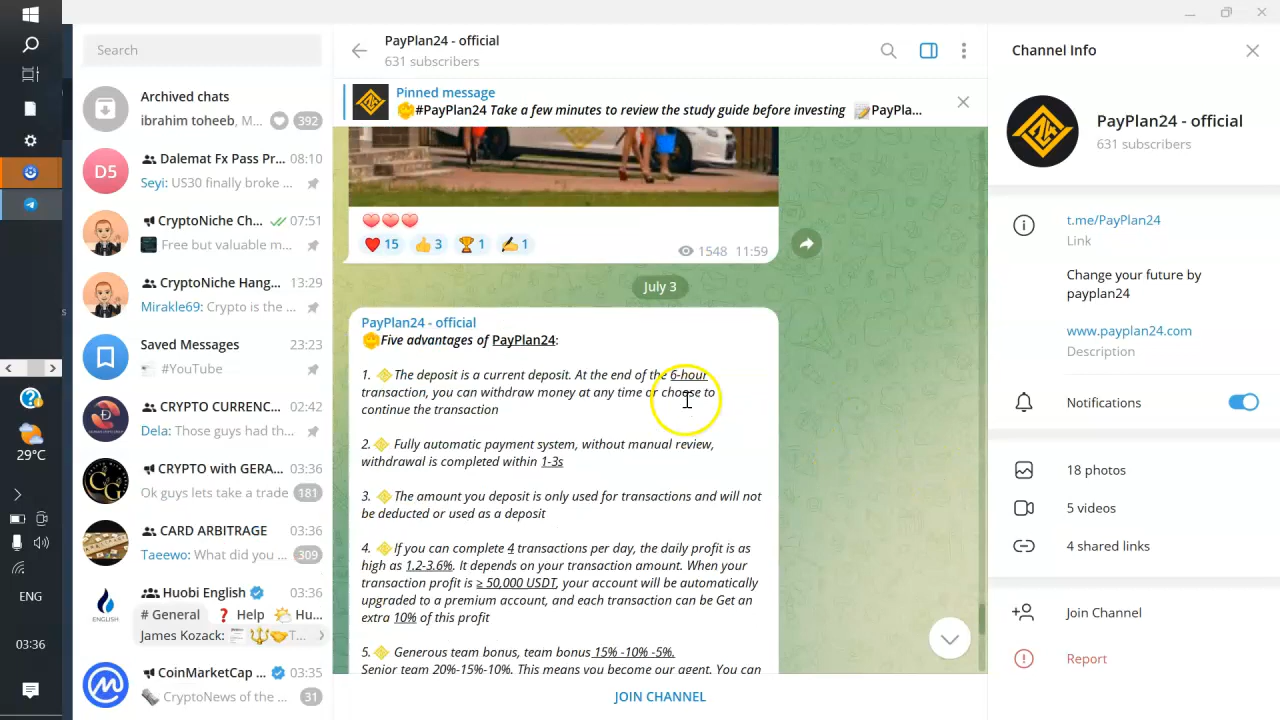 Search
Archived chats
ibrahim toheeb, M... 392
Dalemat Fx Pass Pr... 08:10
D5
Seyi: US30 finally broke ...
CryptoNiche Ch... 07:51
Free but valuable m...
CryptoNiche Hang... 13:29
Mirakle69: Crypto is the ...
Saved Messages 23:23
#YouTube
CRYPTO CURRENC... 02:42
Dela: Those guys had th...
CRYPTO with GERA... 03:36
Ok guys lets take a trade 181
CARD ARBITRAGE 03:36
Taeewo: What did you ... 309
Huobi English 03:36
ENGLISH
# General Help Hu...
James Kozack: T...
CoinMarketCap ... 03:35
CryptoNews of the ... 31
29°C
ENG
03:36
PayPlan24 - official
631 subscribers
Pinned message
#PayPlan24 Take a few minutes to review the study guide before investing PayPla...
15 3 1 1
1548 11:59
July 3
PayPlan24 - official
Five advantages of PayPlan24:
1. The deposit is a current deposit. At the end of the 6-hour
transaction, you can withdraw money at any time or choose to
continue the transaction
2. Fully automatic payment system, without manual review,
withdrawal is completed within 1-3s
3. The amount you deposit is only used for transactions and will not
be deducted or used as a deposit
4. If you can complete 4 transactions per day, the daily profit is as
high as 1.2-3.6%. It depends on your transaction amount. When your
transaction profit is ≥ 50,000 USDT, your account will be automatically
upgraded to a premium account, and each transaction can be Get an
extra 10% of this profit
5. Generous team bonus, team bonus 15% -10% -5%.
Senior team 20%-15%-10%. This means you become our agent. You can
JOIN CHANNEL
Channel Info
PayPlan24 - official
631 subscribers
t.me/PayPlan24
Link
Change your future by
payplan24
www.payplan24.com
Description
Notifications
18 photos
5 videos
4 shared links
Join Channel
Report